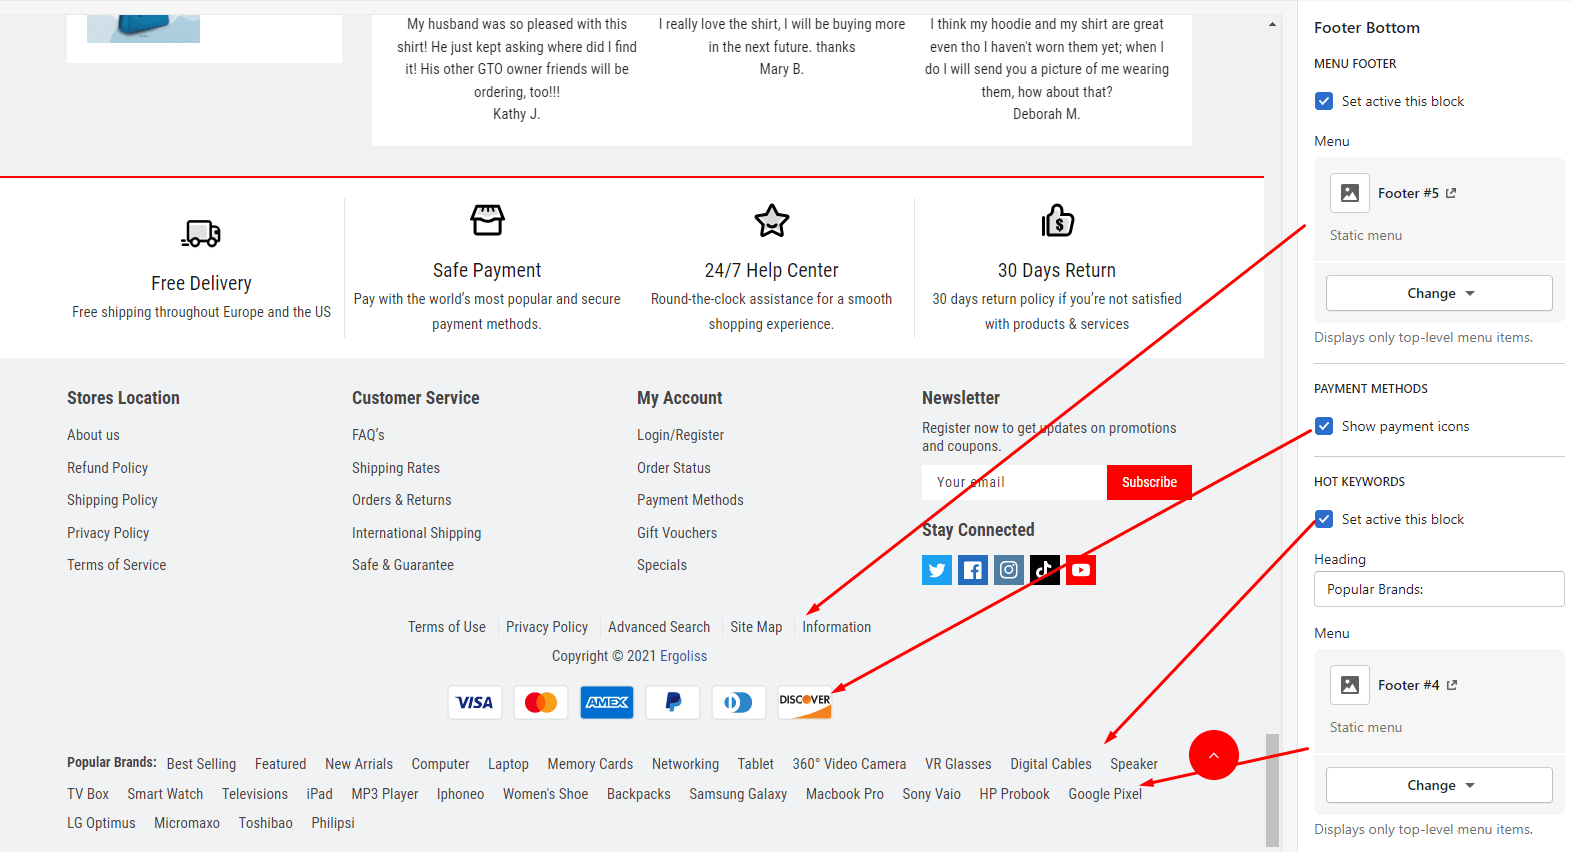 My husband was so pleased with this
shirt! He just kept asking where did I find
it! His other GTO owner friends will be
ordering, too!!!
Kathy J.
I really love the shirt, I will be buying more
in the next future. thanks
Mary B.
I think my hoodie and my shirt are great
even tho I haven't worn them yet; when I
do I will send you a picture of me wearing
them, how about that?
Deborah M.
Free Delivery
Free shipping throughout Europe and the US
Safe Payment
Pay with the world’s most popular and secure
payment methods.
24/7 Help Center
Round-the-clock assistance for a smooth
shopping experience.
30 Days Return
30 days return policy if you’re not satisfied
with products & services
Stores Location
About us
Refund Policy
Shipping Policy
Privacy Policy
Terms of Service
Customer Service
FAQ’s
Shipping Rates
Orders & Returns
International Shipping
Safe & Guarantee
My Account
Login/Register
Order Status
Payment Methods
Gift Vouchers
Specials
Newsletter
Register now to get updates on promotions
and coupons.
Your email Subscribe
Stay Connected
Terms of Use Privacy Policy Advanced Search Site Map Information
Copyright © 2021 Ergoliss
VISA AMEX DISCOVER
Popular Brands: Best Selling Featured New Arrials Computer Laptop Memory Cards Networking Tablet 360° Video Camera VR Glasses Digital Cables Speaker
TV Box Smart Watch Televisions iPad MP3 Player Iphoneo Women's Shoe Backpacks Samsung Galaxy Macbook Pro Sony Vaio HP Probook Google Pixel
LG Optimus Micromaxo Toshibao Philipsi
Footer Bottom
MENU FOOTER
Set active this block
Menu
Footer #5
Static menu
Change
Displays only top-level menu items.
PAYMENT METHODS
Show payment icons
HOT KEYWORDS
Set active this block
Heading
Popular Brands:
Menu
Footer #4
Static menu
Change
Displays only top-level menu items.